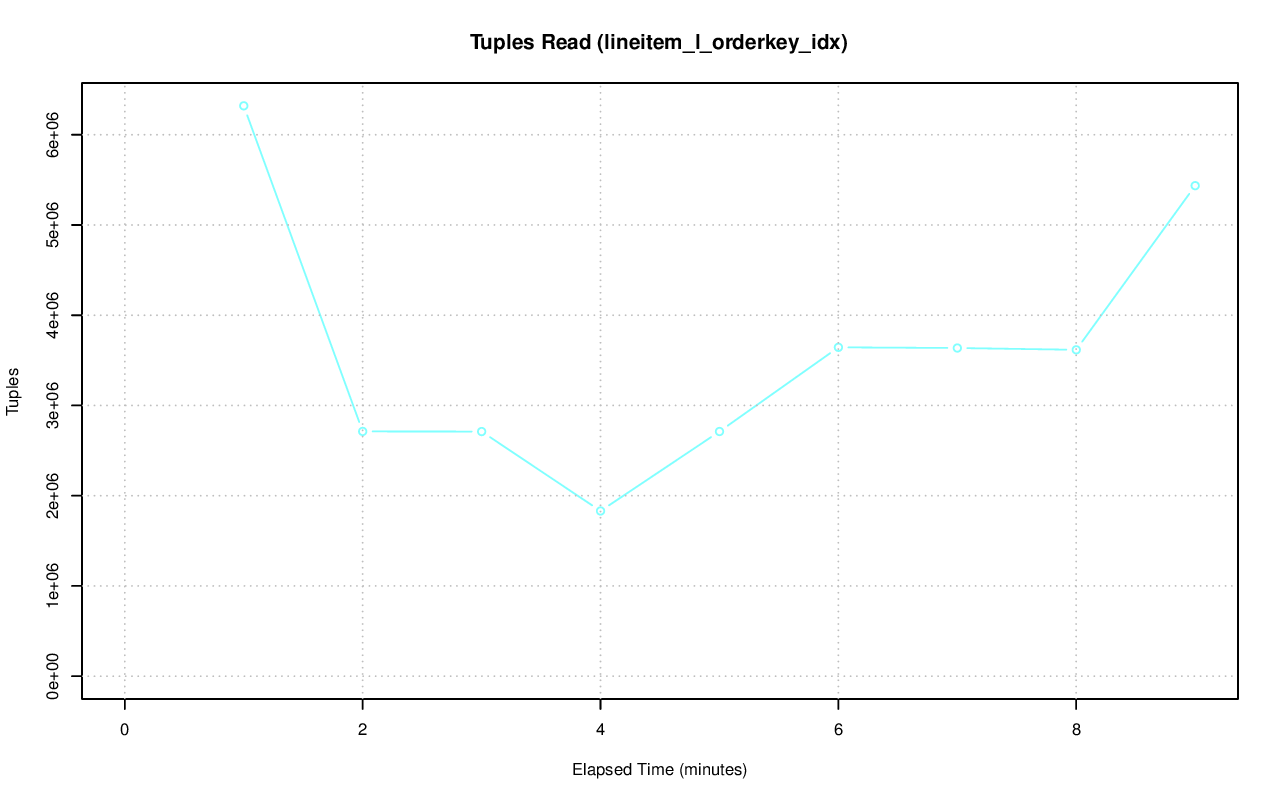 Tuples Read (lineitem_l_orderkey_idx)
Tuples
6e+06
5e+06
4e+06
3e+06
2e+06
1e+06
0e+00
0 2 4 6 8
Elapsed Time (minutes)